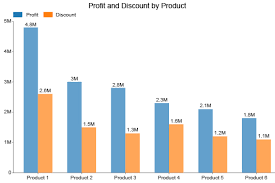 Profit and Discount by Product
Profit Discount
5M
4.8M
4M
3M
3M
2.8M
2.6M
2.3M
2.1M
2M
1.8M
1.5M
1.6M
1.3M
1.2M
1.1M
1M
0
Product 1 Product 2 Product 3 Product 4 Product 5 Product 6